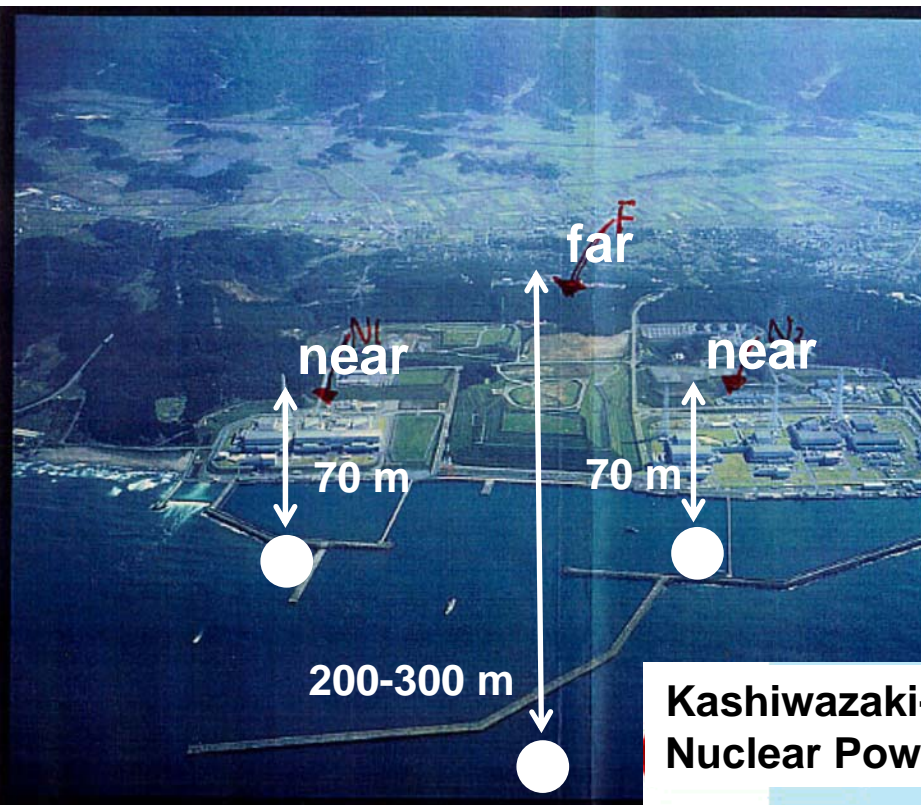 F
far
N1
near
N2
near
70 m
70 m
200-300 m
Kashiwazaki-
Nuclear Pow